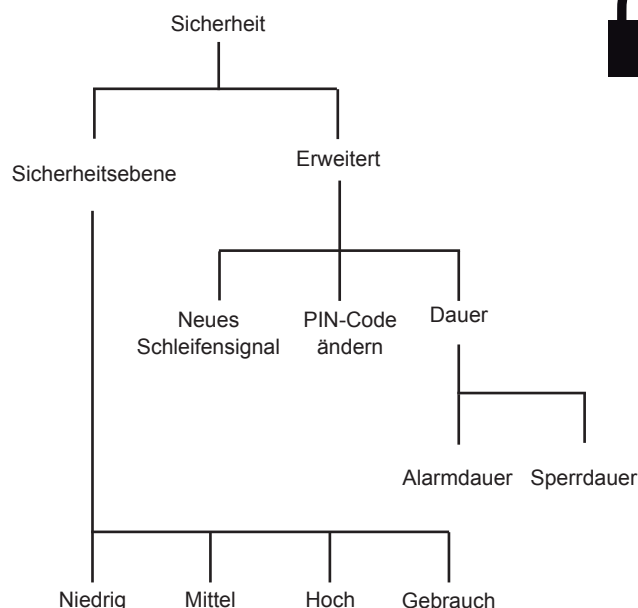 Sicherheit
Sicherheitsebene
Erweitert
Neues
Schleifensignal
PIN-Code
ändern
Dauer
Alarmdauer
Sperrdauer
Niedrig
Mittel
Hoch
Gebrauch